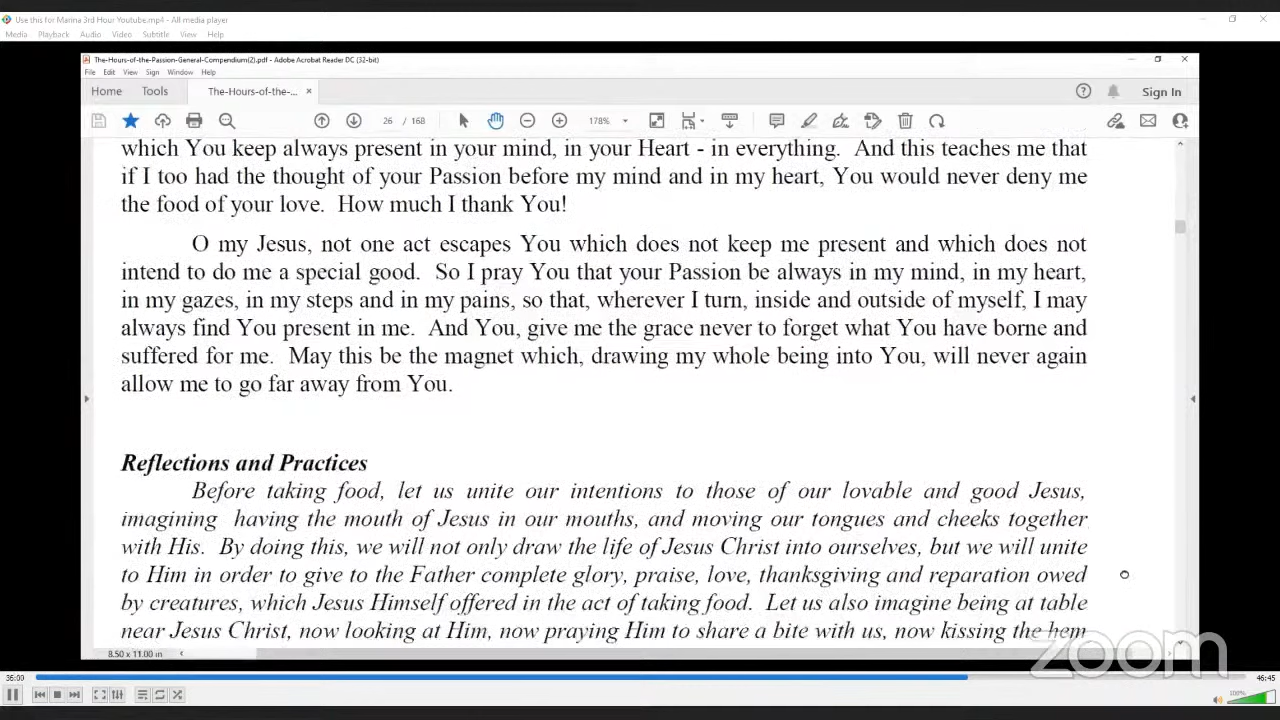 Use this for Marina 3rd Hour Youtube.mp4 - All media player
Media Playback Audio Video Subtitle View Help
The-Hours-of-the-Passion-General-Compendium(2).pdf - Adobe Acrobat Reader DC (32-bit)
File Edit View Sign Window Help
Home Tools The-Hours-of-the-... × Sign In
26 / 168 178%
which You keep always present in your mind, in your Heart - in everything. And this teaches me that
if I too had the thought of your Passion before my mind and in my heart, You would never deny me
the food of your love. How much I thank You!
O my Jesus, not one act escapes You which does not keep me present and which does not
intend to do me a special good. So I pray You that your Passion be always in my mind, in my heart,
in my gazes, in my steps and in my pains, so that, wherever I turn, inside and outside of myself, I may
always find You present in me. And You, give me the grace never to forget what You have borne and
suffered for me. May this be the magnet which, drawing my whole being into You, will never again
allow me to go far away from You.
Reflections and Practices
Before taking food, let us unite our intentions to those of our lovable and good Jesus,
imagining having the mouth of Jesus in our mouths, and moving our tongues and cheeks together
with His. By doing this, we will not only draw the life of Jesus Christ into ourselves, but we will unite
to Him in order to give to the Father complete glory, praise, love, thanksgiving and reparation owed
by creatures, which Jesus Himself offered in the act of taking food. Let us also imagine being at table
near Jesus Christ, now looking at Him, now praying Him to share a bite with us, now kissing the hem
8.50 x 11.00 in
zoom
36:00 46:45
100%